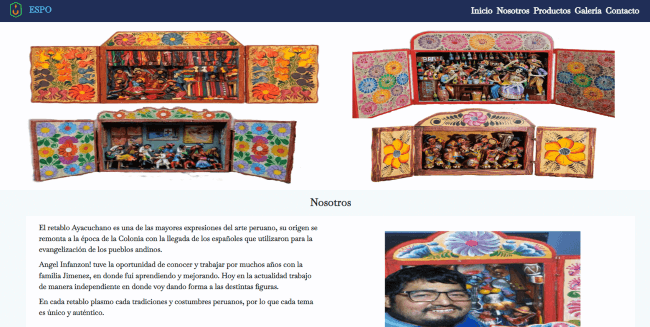 ESPO
Inicio Nosotros Productos Galería Contacto
Nosotros
El retablo Ayacuchano es una de las mayores expresiones del arte peruano, su origen se
remonta a la época de la Colonia con la llegada de los españoles que utilizaron para la
evangelización de los pueblos andinos.
Angel Infanzon! tuve la oportunidad de conocer y trabajar por muchos años con la
familia Jimenez, en donde fui aprendiendo y mejorando. Hoy en la actualidad trabajo
de manera independiente en donde voy dando forma a las destintas figuras.
En cada retablo plasmo cada tradiciones y costumbres peruanos, por lo que cada tema
es único y auténtico.